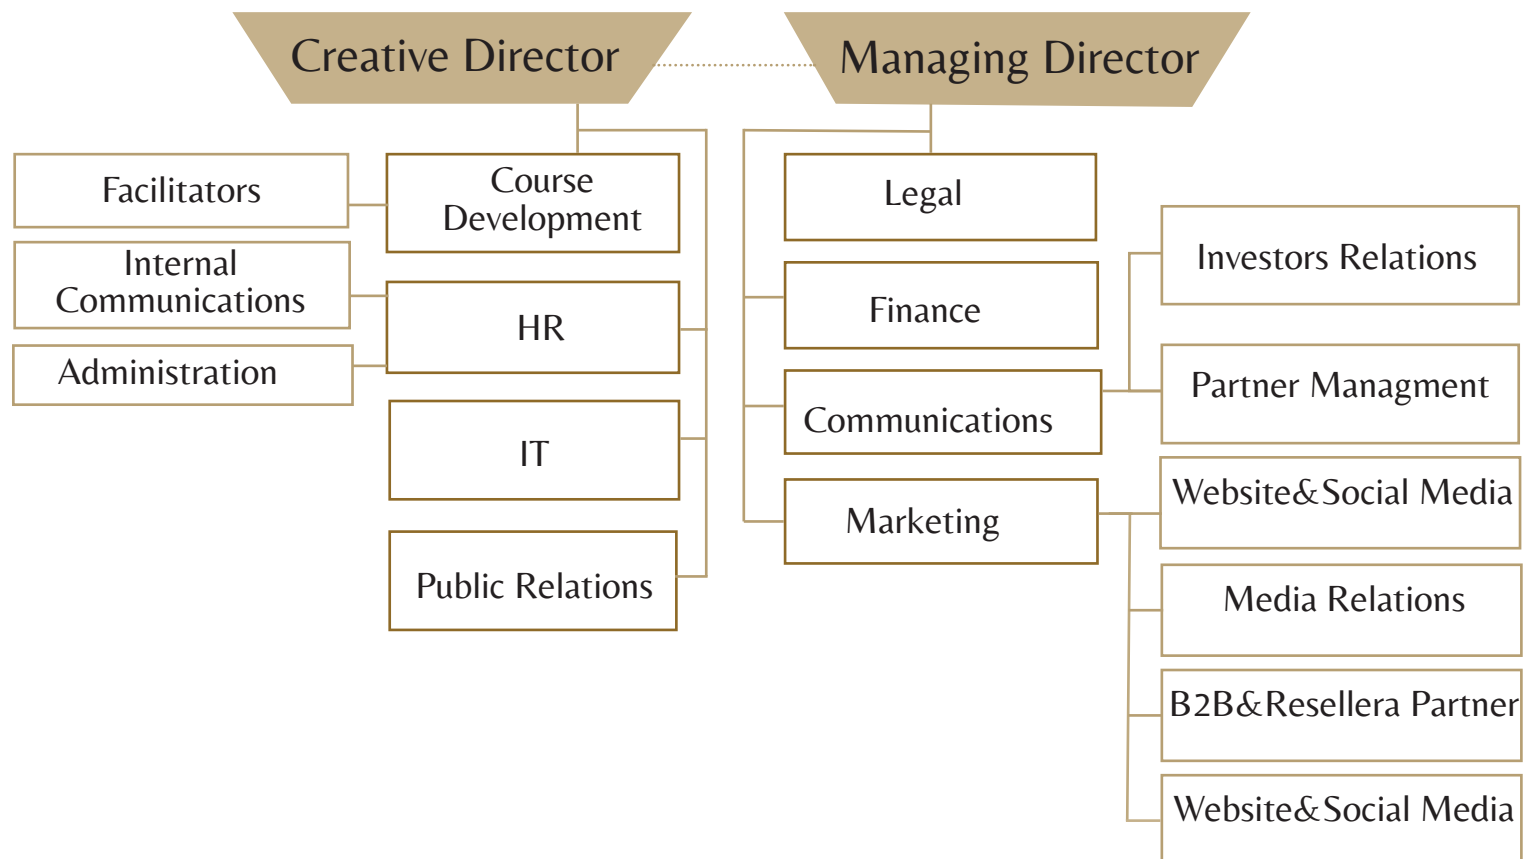 Creative Director
Managing Director
Facilitators
Course
Development
Internal
Communications
HR
Administration
IT
Public Relations
Legal
Finance
Communications
Marketing
Investors Relations
Partner Managment
Website&Social Media
Media Relations
B2B&Resellera Partner
Website&Social Media